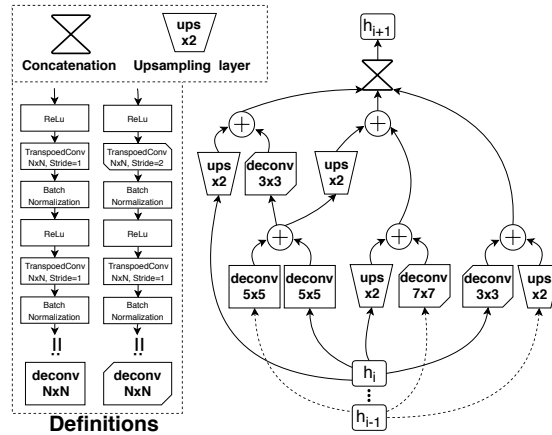 ups
x2
Concatenation
Upsampling layer
ReLu
TranspoedConv
NxN, Stride=1
Batch
Normalization
ReLu
TranspoedConv
NxN, Stride=1
Batch
Normalization
=
deconv
NxN
ReLu
TranspoedConv
NxN, Stride=2
Batch
Normalization
ReLu
TranspoedConv
NxN, Stride=1
Batch
Normalization
=
deconv
NxN
Definitions
h_{i+1}
+
+
ups
x2
deconv
3x3
ups
x2
+
+
+
deconv
5x5
deconv
5x5
ups
x2
deconv
7x7
deconv
3x3
ups
x2
h_i
h_{i-1}